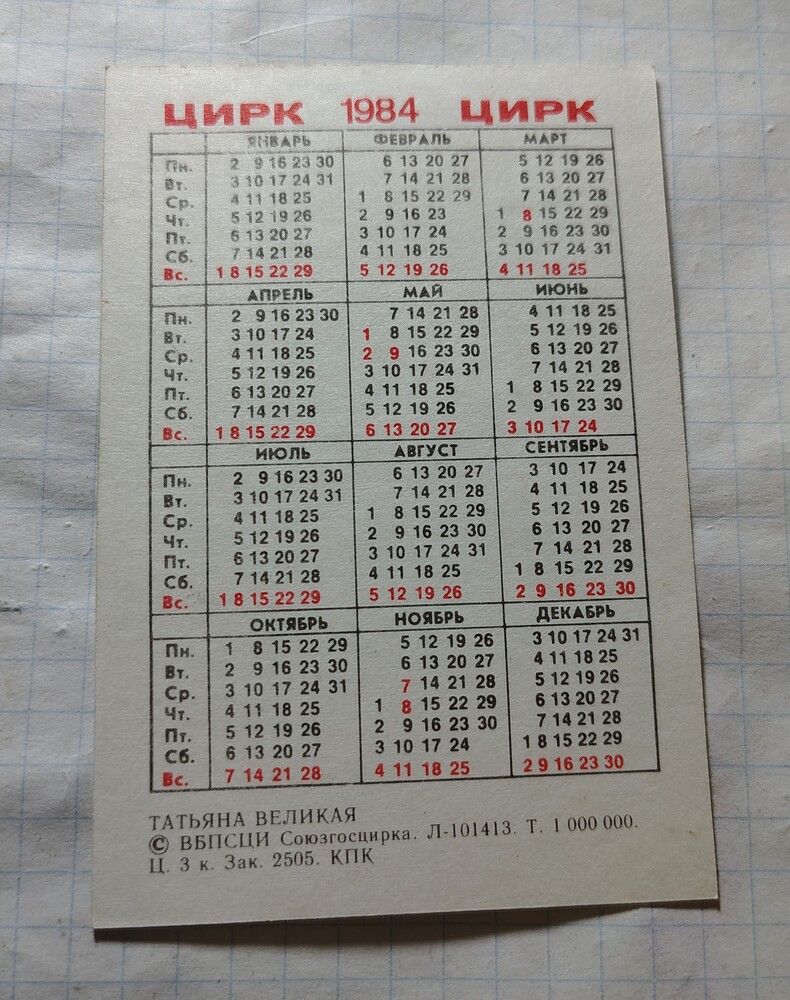 ЦИРК 1984 ЦИРК
ЯНВАРЬ ФЕВРАЛЬ МАРТ
Пн. 2 9 16 23 30 6 13 20 27 5 12 19 26
Вт. 3 10 17 24 31 7 14 21 28 6 13 20 27
Ср. 4 11 18 25 1 8 15 22 29 7 14 21 28
Чт. 5 12 19 26 2 9 16 23 1 8 15 22 29
Пт. 6 13 20 27 3 10 17 24 2 9 16 23 30
Сб. 7 14 21 28 4 11 18 25 3 10 17 24 31
Вс. 1 8 15 22 29 5 12 19 26 4 11 18 25
АПРЕЛЬ МАЙ ИЮНЬ
Пн. 2 9 16 23 30 7 14 21 28 4 11 18 25
Вт. 3 10 17 24 1 8 15 22 29 5 12 19 26
Ср. 4 11 18 25 2 9 16 23 30 6 13 20 27
Чт. 5 12 19 26 3 10 17 24 31 7 14 21 28
Пт. 6 13 20 27 4 11 18 25 1 8 15 22 29
Сб. 7 14 21 28 5 12 19 26 2 9 16 23 30
Вс. 1 8 15 22 29 6 13 20 27 3 10 17 24
ИЮЛЬ АВГУСТ СЕНТЯБРЬ
Пн. 2 9 16 23 30 6 13 20 27 3 10 17 24
Вт. 3 10 17 24 31 7 14 21 28 4 11 18 25
Ср. 4 11 18 25 1 8 15 22 29 5 12 19 26
Чт. 5 12 19 26 2 9 16 23 30 6 13 20 27
Пт. 6 13 20 27 3 10 17 24 31 7 14 21 28
Сб. 7 14 21 28 4 11 18 25 1 8 15 22 29
Вс. 1 8 15 22 29 5 12 19 26 2 9 16 23 30
ОКТЯБРЬ НОЯБРЬ ДЕКАБРЬ
Пн. 1 8 15 22 29 5 12 19 26 3 10 17 24 31
Вт. 2 9 16 23 30 6 13 20 27 4 11 18 25
Ср. 3 10 17 24 31 7 14 21 28 5 12 19 26
Чт. 4 11 18 25 1 8 15 22 29 6 13 20 27
Пт. 5 12 19 26 2 9 16 23 30 7 14 21 28
Сб. 6 13 20 27 3 10 17 24 1 8 15 22 29
Вс. 7 14 21 28 4 11 18 25 2 9 16 23 30
ТАТЬЯНА ВЕЛИКАЯ
© ВБПСЦИ Союзгосцирка. Л-101413. Т. 1 000 000.
Ц. 3 к. Зак. 2505. КПК